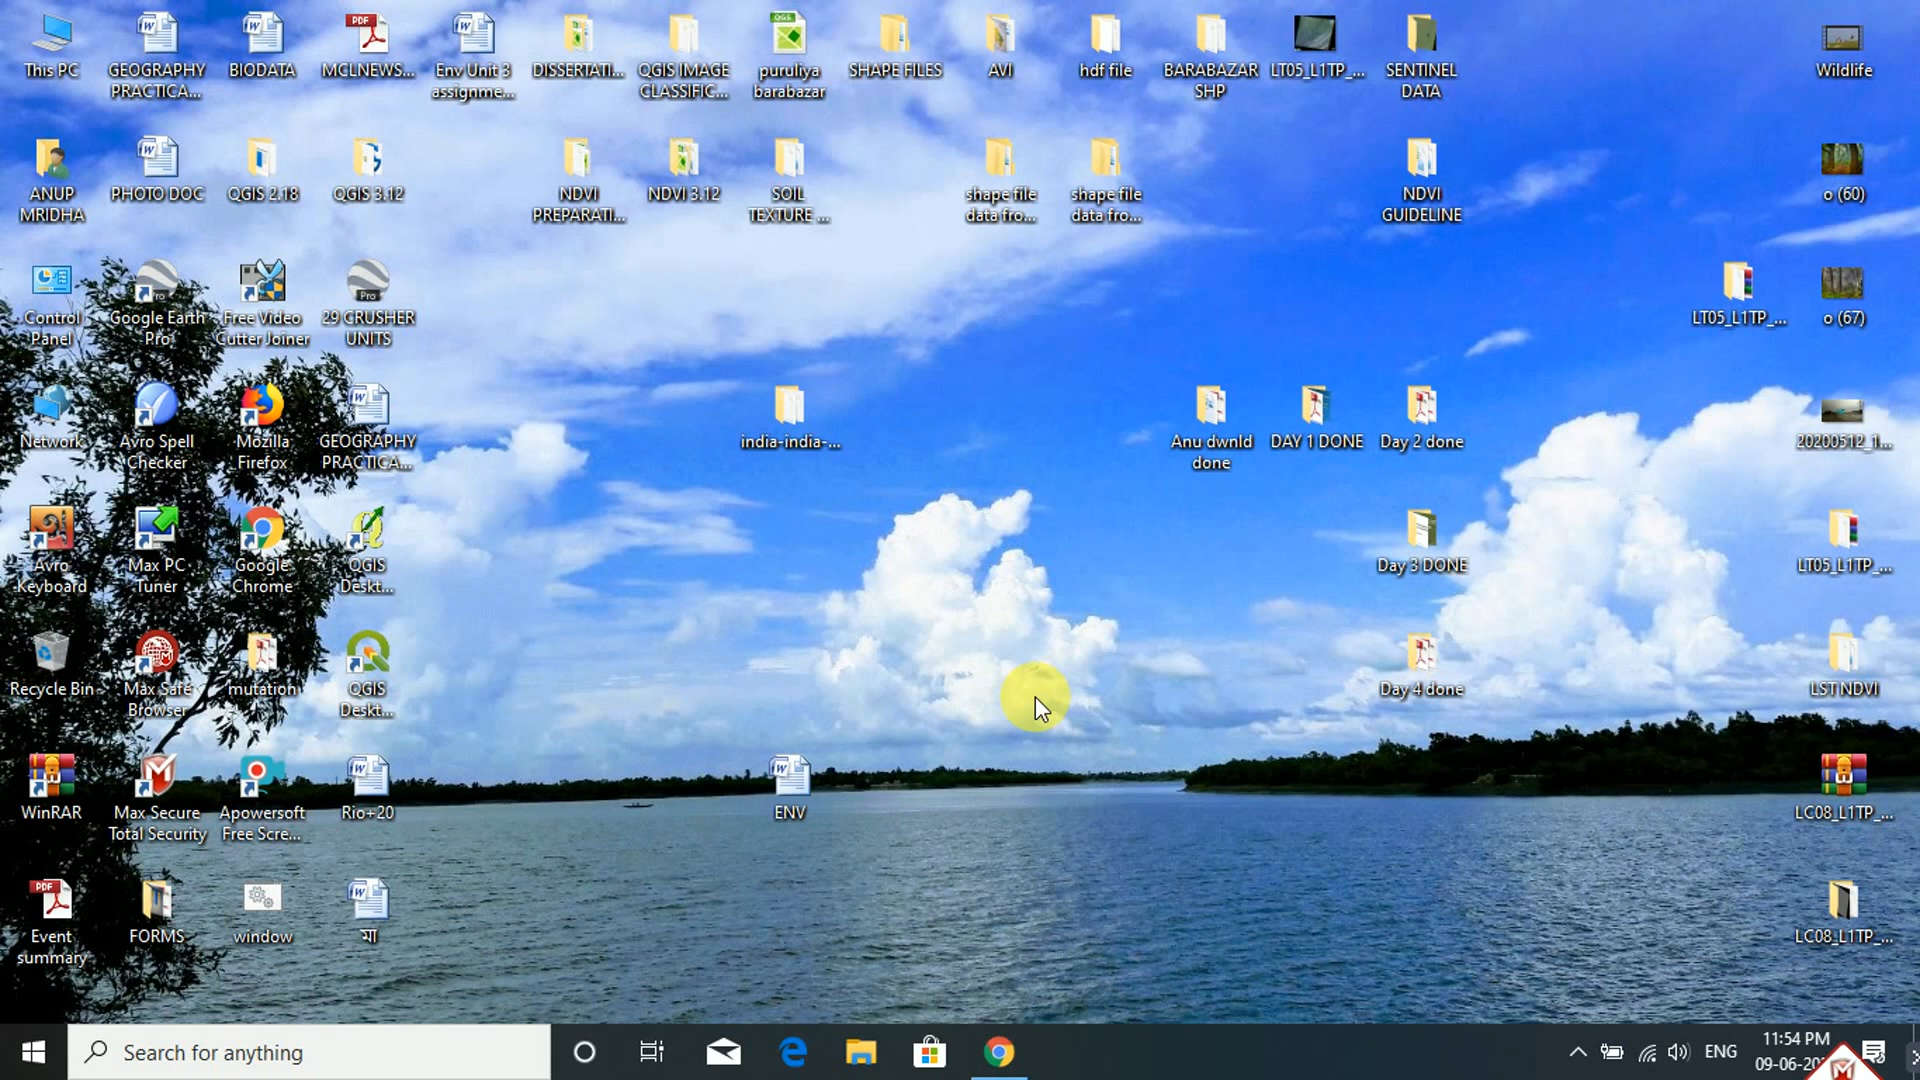 This PC
GEOGRAPHY
PRACTICA...
BIODATA
MCLNEWS...
Env Unit 3
assignme...
DISSERTATI...
QGIS IMAGE
CLASSIFIC...
puruliya
barabazar
SHAPE FILES
AVI
hdf file
BARABAZAR
SHP
LT05_L1TP_...
SENTINEL
DATA
Wildlife
ANUP
MRIDHA
PHOTO DOC
QGIS 2.18
QGIS 3.12
NDVI
PREPARATI...
NDVI 3.12
SOIL
TEXTURE ...
shape file
data fro...
shape file
data fro...
NDVI
GUIDELINE
o (60)
Control
Panel
Google Earth
Pro
Free Video
Cutter Joiner
29 CRUSHER
UNITS
LT05_L1TP_...
o (67)
Network
Avro Spell
Checker
Mozilla
Firefox
GEOGRAPHY
PRACTICA...
india-india-...
Anu dwnld
done
DAY 1 DONE
Day 2 done
20200512_1...
Avro
Keyboard
Max PC
Tuner
Google
Chrome
QGIS
Deskt...
Day 3 DONE
LT05_L1TP_...
Recycle Bin
Max Safe
Browser
mutation
QGIS
Deskt...
Day 4 done
LST NDVI
WinRAR
Max Secure
Total Security
Apowersoft
Free Scre...
Rio+20
ENV
LC08_L1TP_...
Event
summary
FORMS
window
মা
LC08_L1TP_...
Search for anything
ENG
11:54 PM
09-06-20